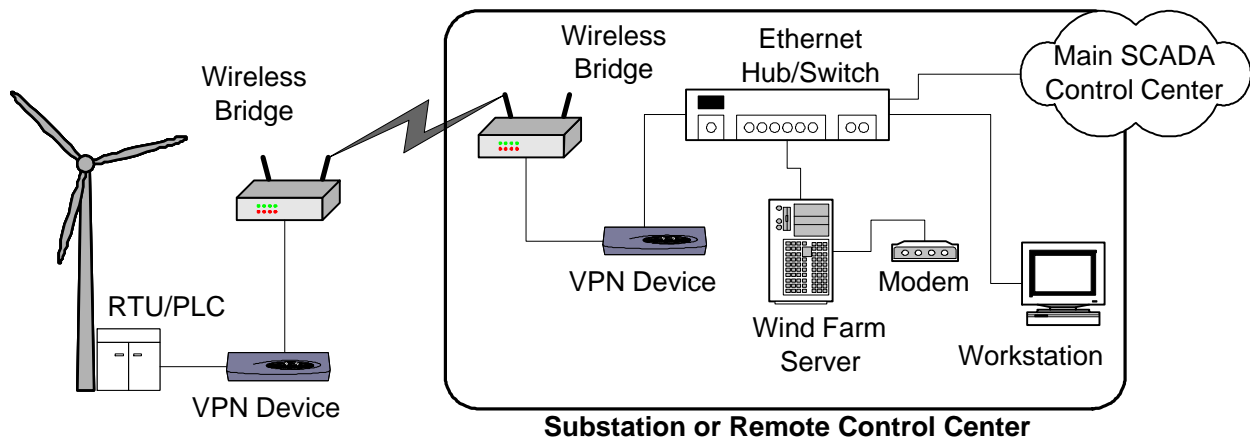 Wireless
Bridge
Wireless
Bridge
Ethernet
Hub/Switch
Main SCADA
Control Center
RTU/PLC
VPN Device
VPN Device
Wind Farm
Server
Modem
Workstation
Substation or Remote Control Center